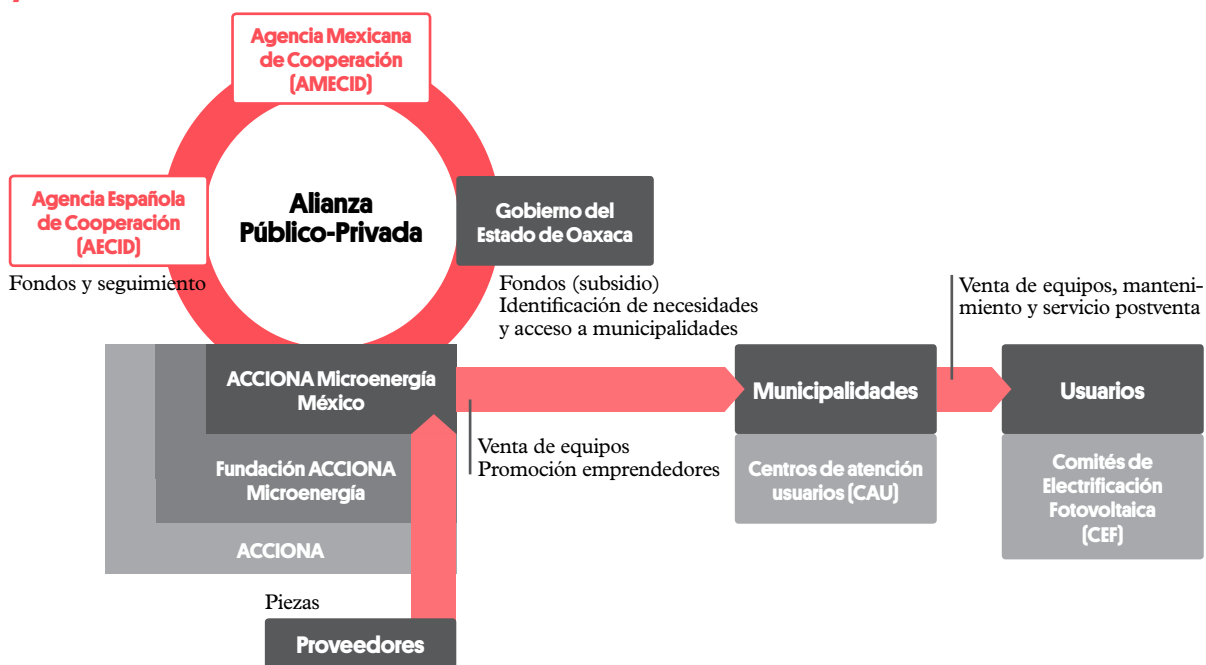 Agencia Mexicana
de Cooperación
(AMECID)
Alianza
Público-Privada
Agencia Española
de Cooperación
(AECID)
Fondos y seguimiento
Gobierno del
Estado de Oaxaca
Fondos (subsidio)
Identificación de necesidades
y acceso a municipalidades
Venta de equipos, manteni-
miento y servicio postventa
ACCIONA Microenergía
México
Fundación ACCIONA
Microenergía
ACCIONA
Venta de equipos
Promoción emprendedores
Municipalidades
Centros de atención
usuarios (CAU)
Usuarios
Comités de
Electrificación
Fotovoltaica
(CEF)
Piezas
Proveedores